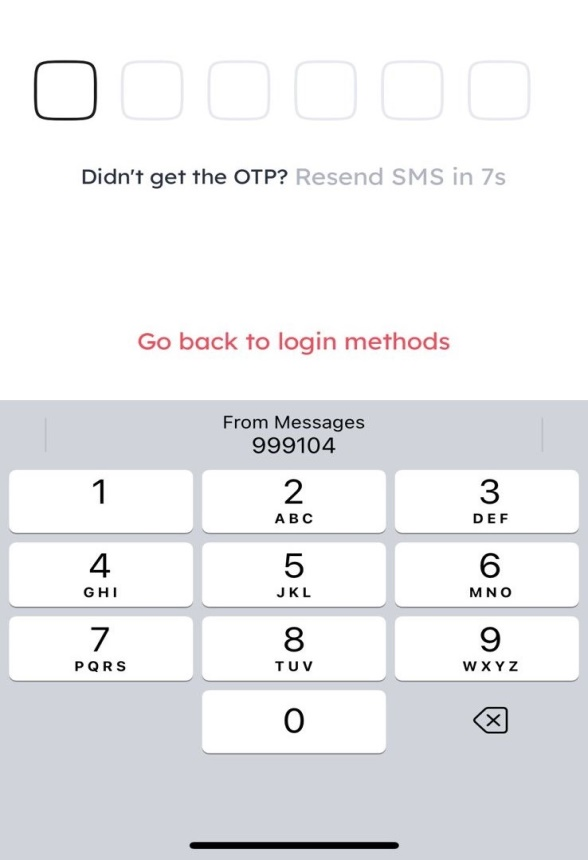 Didn't get the OTP? Resend SMS in 7s
Go back to login methods
From Messages
999104
1 2 3
ABC DEF
4 5 6
GHI JKL MNO
7 8 9
PQRS TUV WXYZ
0